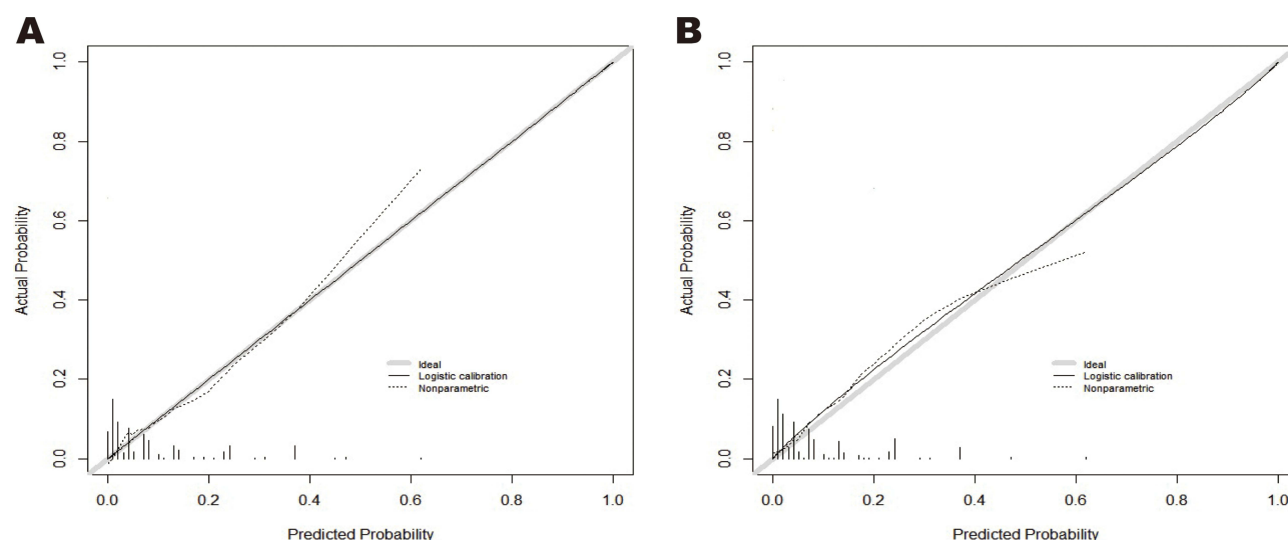 A
1.0
0.8
0.6
0.4
0.2
0.0
Actual Probability
Ideal
Logistic calibration
Nonparametric
0.0 0.2 0.4 0.6 0.8 1.0
Predicted Probability
B
1.0
0.8
0.6
0.4
0.2
0.0
Actual Probability
Ideal
Logistic calibration
Nonparametric
0.0 0.2 0.4 0.6 0.8 1.0
Predicted Probability